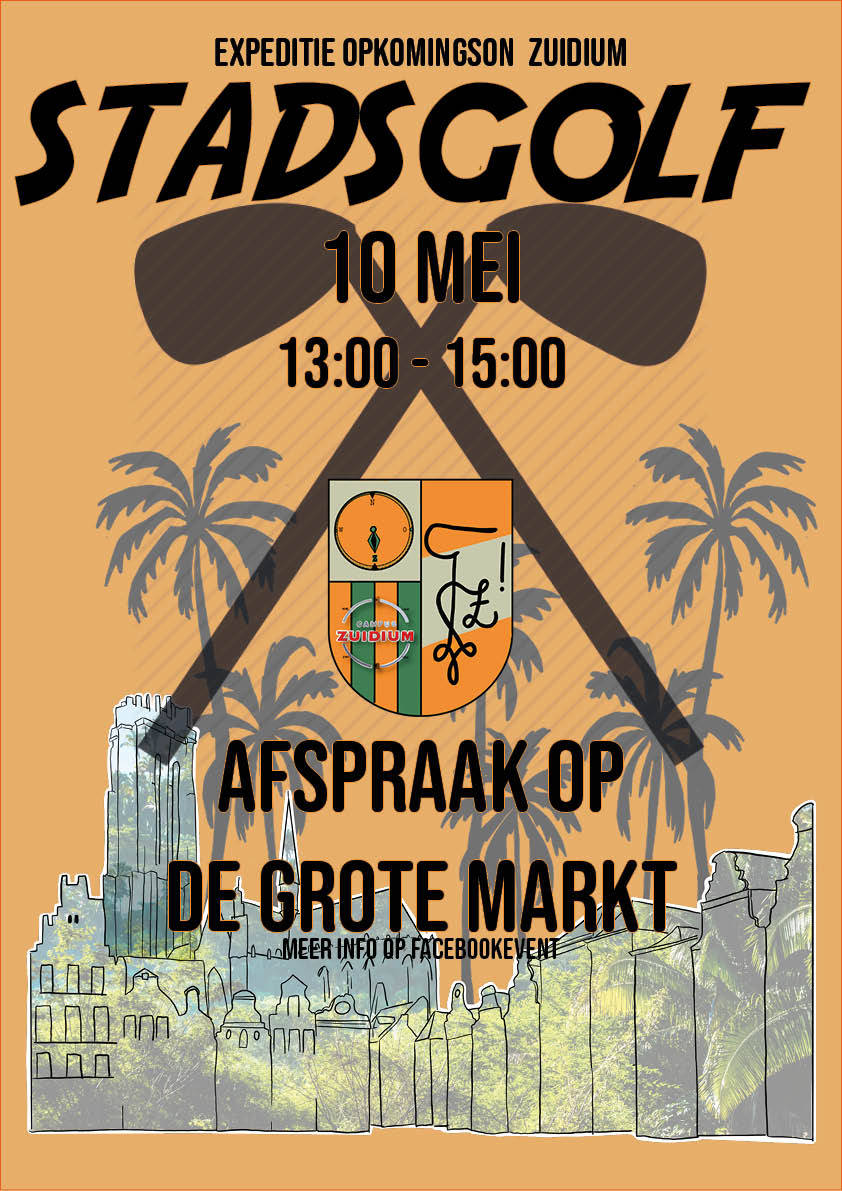 EXPEDITIE OPKOMINGSON ZUIDIUM
STADSGOLF
10 MEI
13:00 - 15:00
CAMPUS
ZUIDIUM
AFSPRAAK OP
DE GROTE MARKT
MEER INFO OP FACEBOOKEVENT